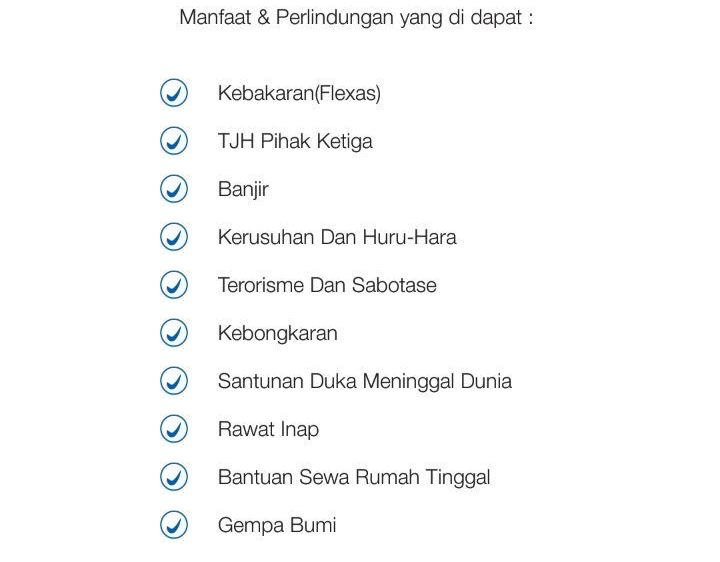 Manfaat & Perlindungan yang di dapat :
Kebakaran(Flexas)
TJH Pihak Ketiga
Banjir
Kerusuhan Dan Huru-Hara
Terorisme Dan Sabotase
Kebongkaran
Santunan Duka Meninggal Dunia
Rawat Inap
Bantuan Sewa Rumah Tinggal
Gempa Bumi